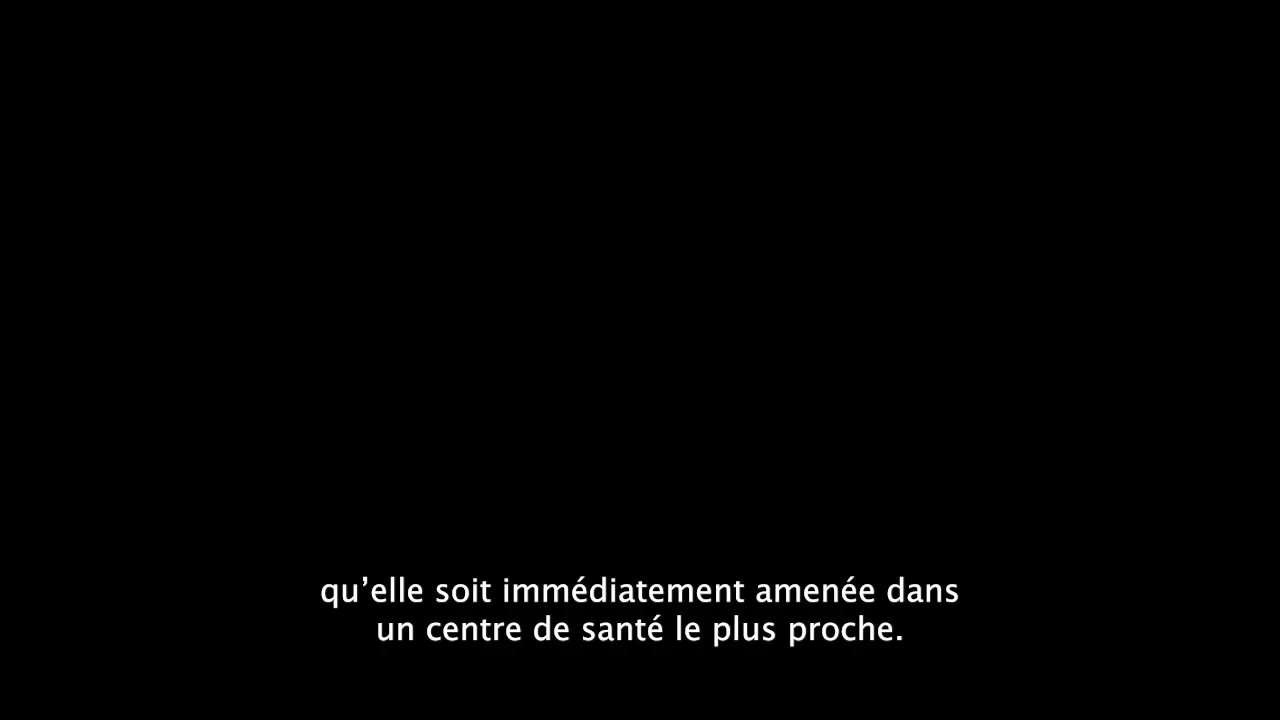 qu’elle soit immédiatement amenée dans
un centre de santé le plus proche.